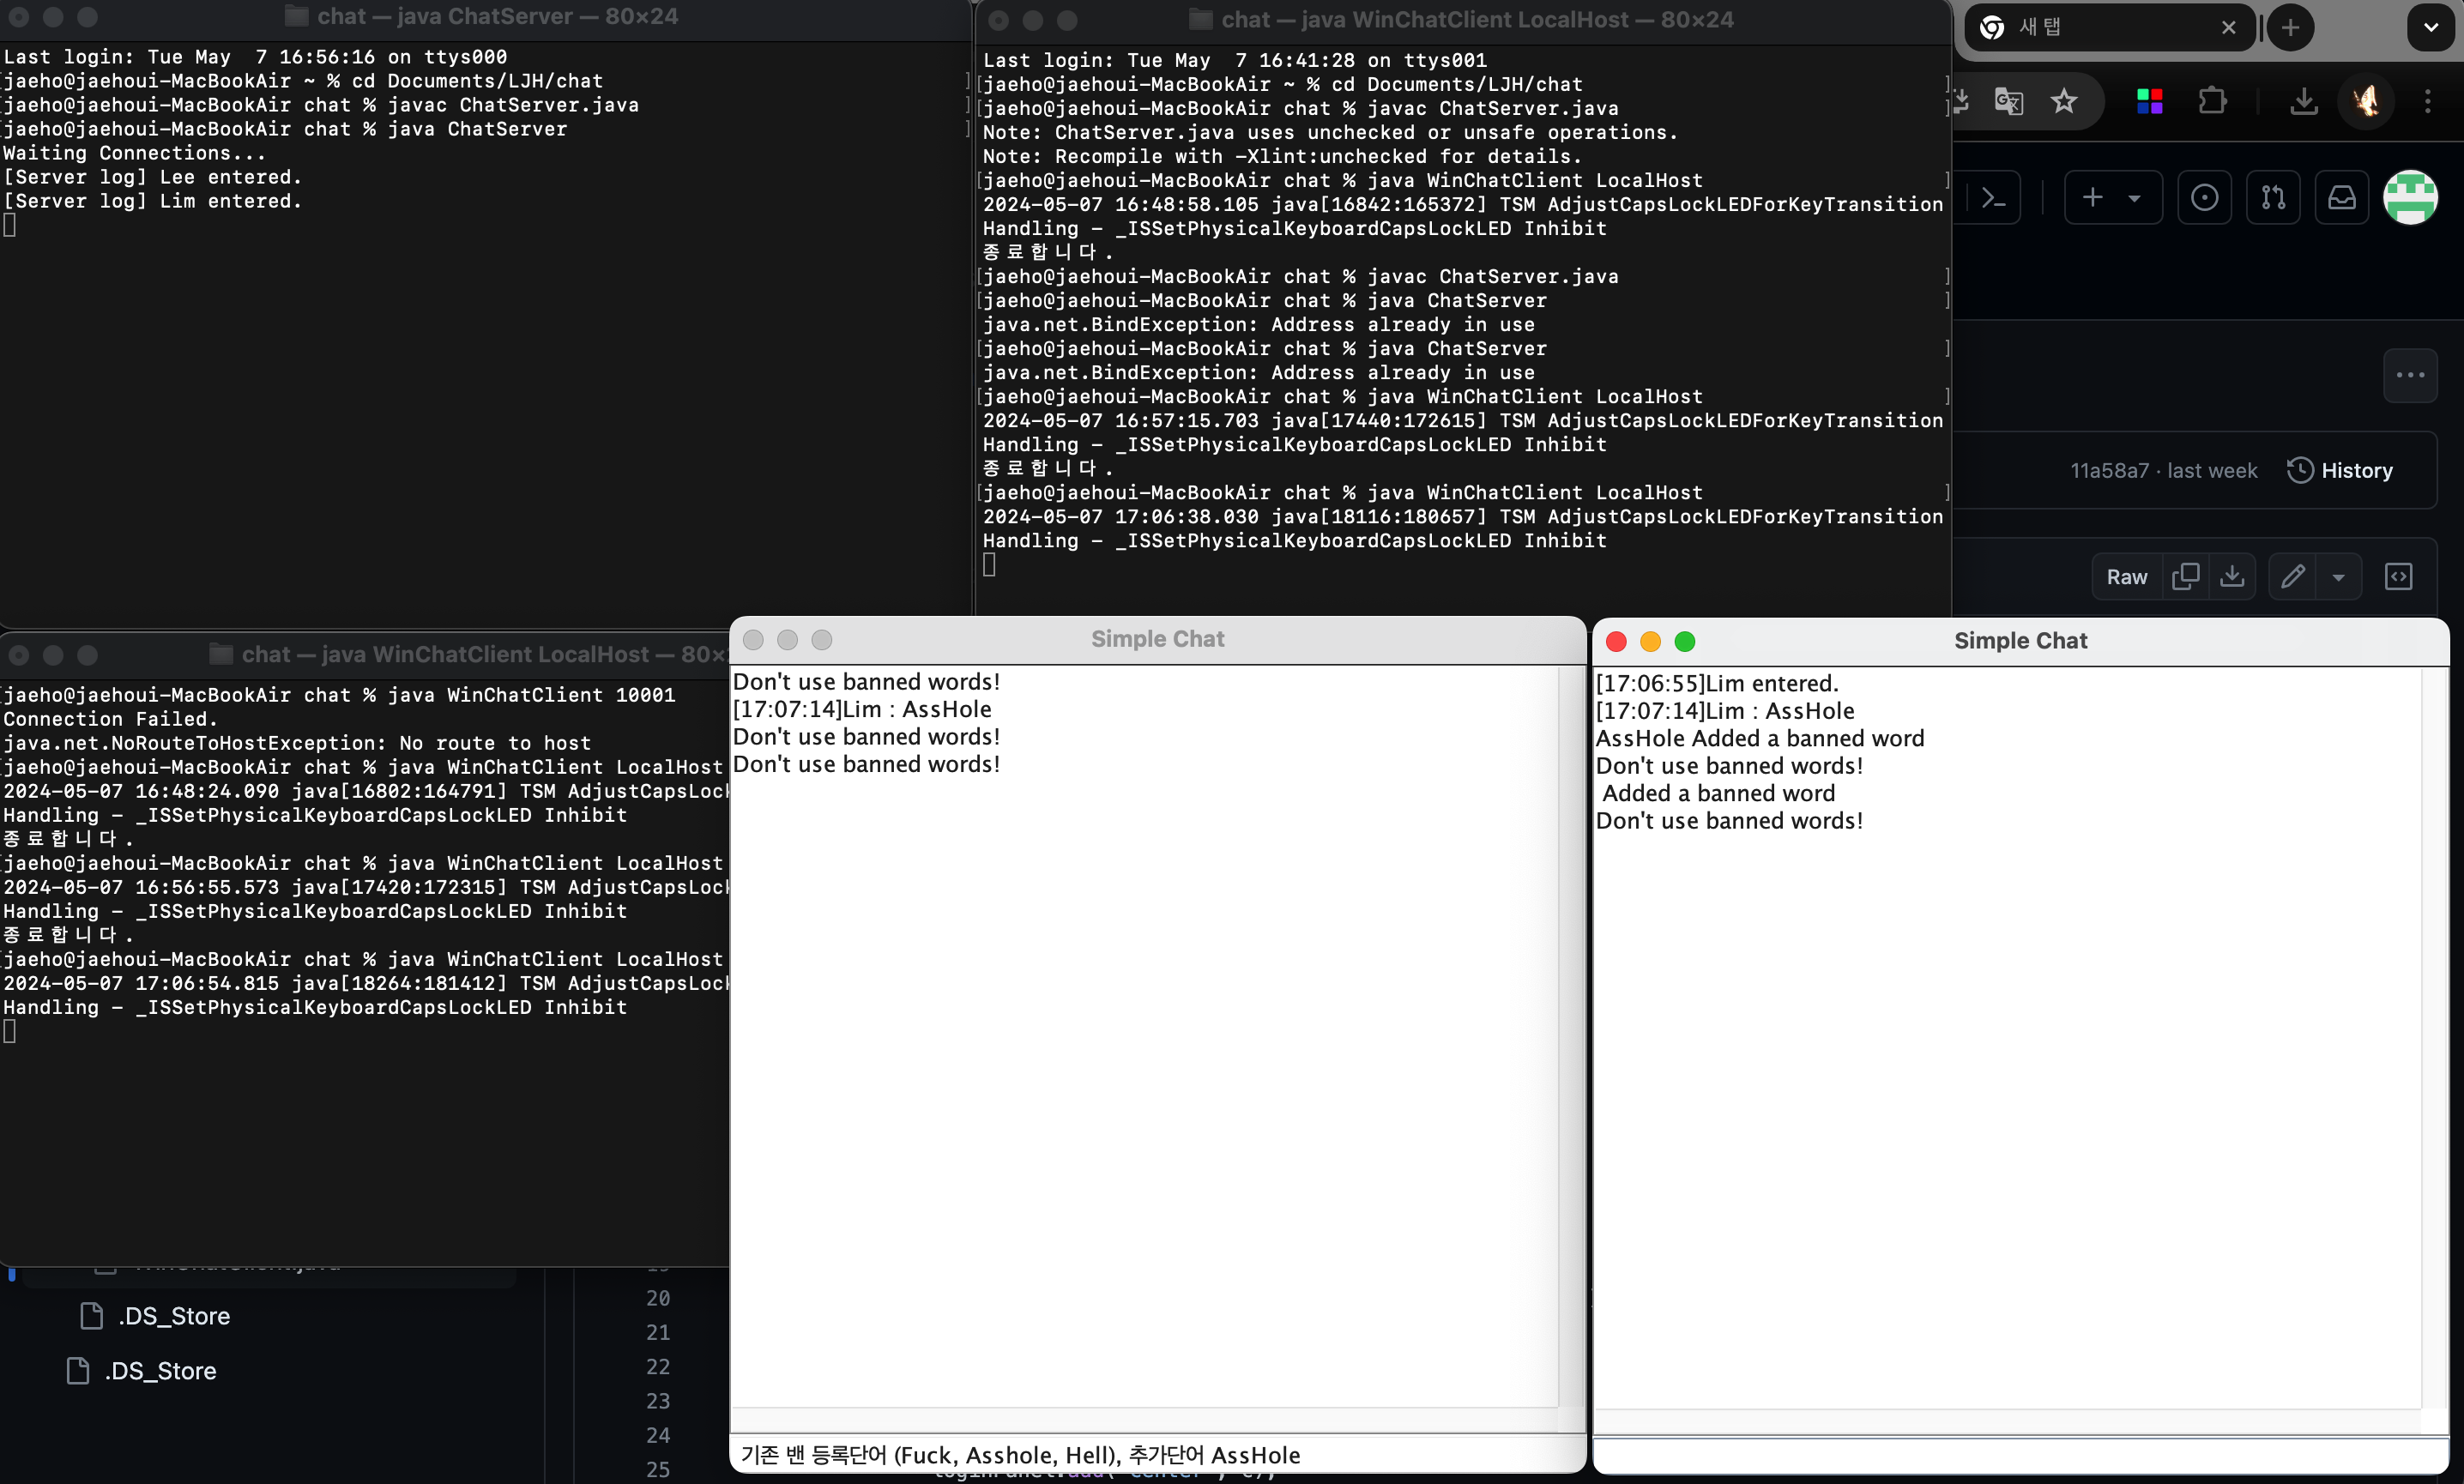 chat — java ChatServer — 80×24
Last login: Tue May  7 16:56:16 on ttys000
[jaeho@jaehoui-MacBookAir ~ % cd Documents/LJH/chat ]
[jaeho@jaehoui-MacBookAir chat % javac ChatServer.java ]
[jaeho@jaehoui-MacBookAir chat % java ChatServer ]
Waiting Connections...
[Server log] Lee entered.
[Server log] Lim entered.
chat — java WinChatClient LocalHost — 80×24
Last login: Tue May  7 16:41:28 on ttys001
[jaeho@jaehoui-MacBookAir ~ % cd Documents/LJH/chat ]
[jaeho@jaehoui-MacBookAir chat % javac ChatServer.java ]
Note: ChatServer.java uses unchecked or unsafe operations.
Note: Recompile with -Xlint:unchecked for details.
[jaeho@jaehoui-MacBookAir chat % java WinChatClient LocalHost ]
2024-05-07 16:48:58.105 java[16842:165372] TSM AdjustCapsLockLEDForKeyTransition
Handling - _ISSetPhysicalKeyboardCapsLockLED Inhibit
종료합니다.
[jaeho@jaehoui-MacBookAir chat % javac ChatServer.java ]
[jaeho@jaehoui-MacBookAir chat % java ChatServer ]
java.net.BindException: Address already in use
[jaeho@jaehoui-MacBookAir chat % java ChatServer ]
java.net.BindException: Address already in use
[jaeho@jaehoui-MacBookAir chat % java WinChatClient LocalHost ]
2024-05-07 16:57:15.703 java[17440:172615] TSM AdjustCapsLockLEDForKeyTransition
Handling - _ISSetPhysicalKeyboardCapsLockLED Inhibit
종료합니다.
[jaeho@jaehoui-MacBookAir chat % java WinChatClient LocalHost ]
2024-05-07 17:06:38.030 java[18116:180657] TSM AdjustCapsLockLEDForKeyTransition
Handling - _ISSetPhysicalKeyboardCapsLockLED Inhibit
새 탭
11a58a7 · last week
History
Raw
chat — java WinChatClient LocalHost — 80×
[jaeho@jaehoui-MacBookAir chat % java WinChatClient 10001
Connection Failed.
java.net.NoRouteToHostException: No route to host
[jaeho@jaehoui-MacBookAir chat % java WinChatClient LocalHost
2024-05-07 16:48:24.090 java[16802:164791] TSM AdjustCapsLock
Handling - _ISSetPhysicalKeyboardCapsLockLED Inhibit
종료합니다.
[jaeho@jaehoui-MacBookAir chat % java WinChatClient LocalHost
2024-05-07 16:56:55.573 java[17420:172315] TSM AdjustCapsLock
Handling - _ISSetPhysicalKeyboardCapsLockLED Inhibit
종료합니다.
[jaeho@jaehoui-MacBookAir chat % java WinChatClient LocalHost
2024-05-07 17:06:54.815 java[18264:181412] TSM AdjustCapsLock
Handling - _ISSetPhysicalKeyboardCapsLockLED Inhibit
Simple Chat
Don't use banned words!
[17:07:14]Lim : AssHole
Don't use banned words!
Don't use banned words!
기존 밴 등록단어 (Fuck, Asshole, Hell), 추가단어 AssHole
Simple Chat
[17:06:55]Lim entered.
[17:07:14]Lim : AssHole
AssHole Added a banned word
Don't use banned words!
 Added a banned word
Don't use banned words!
.DS_Store
.DS_Store
20
21
22
23
24
25